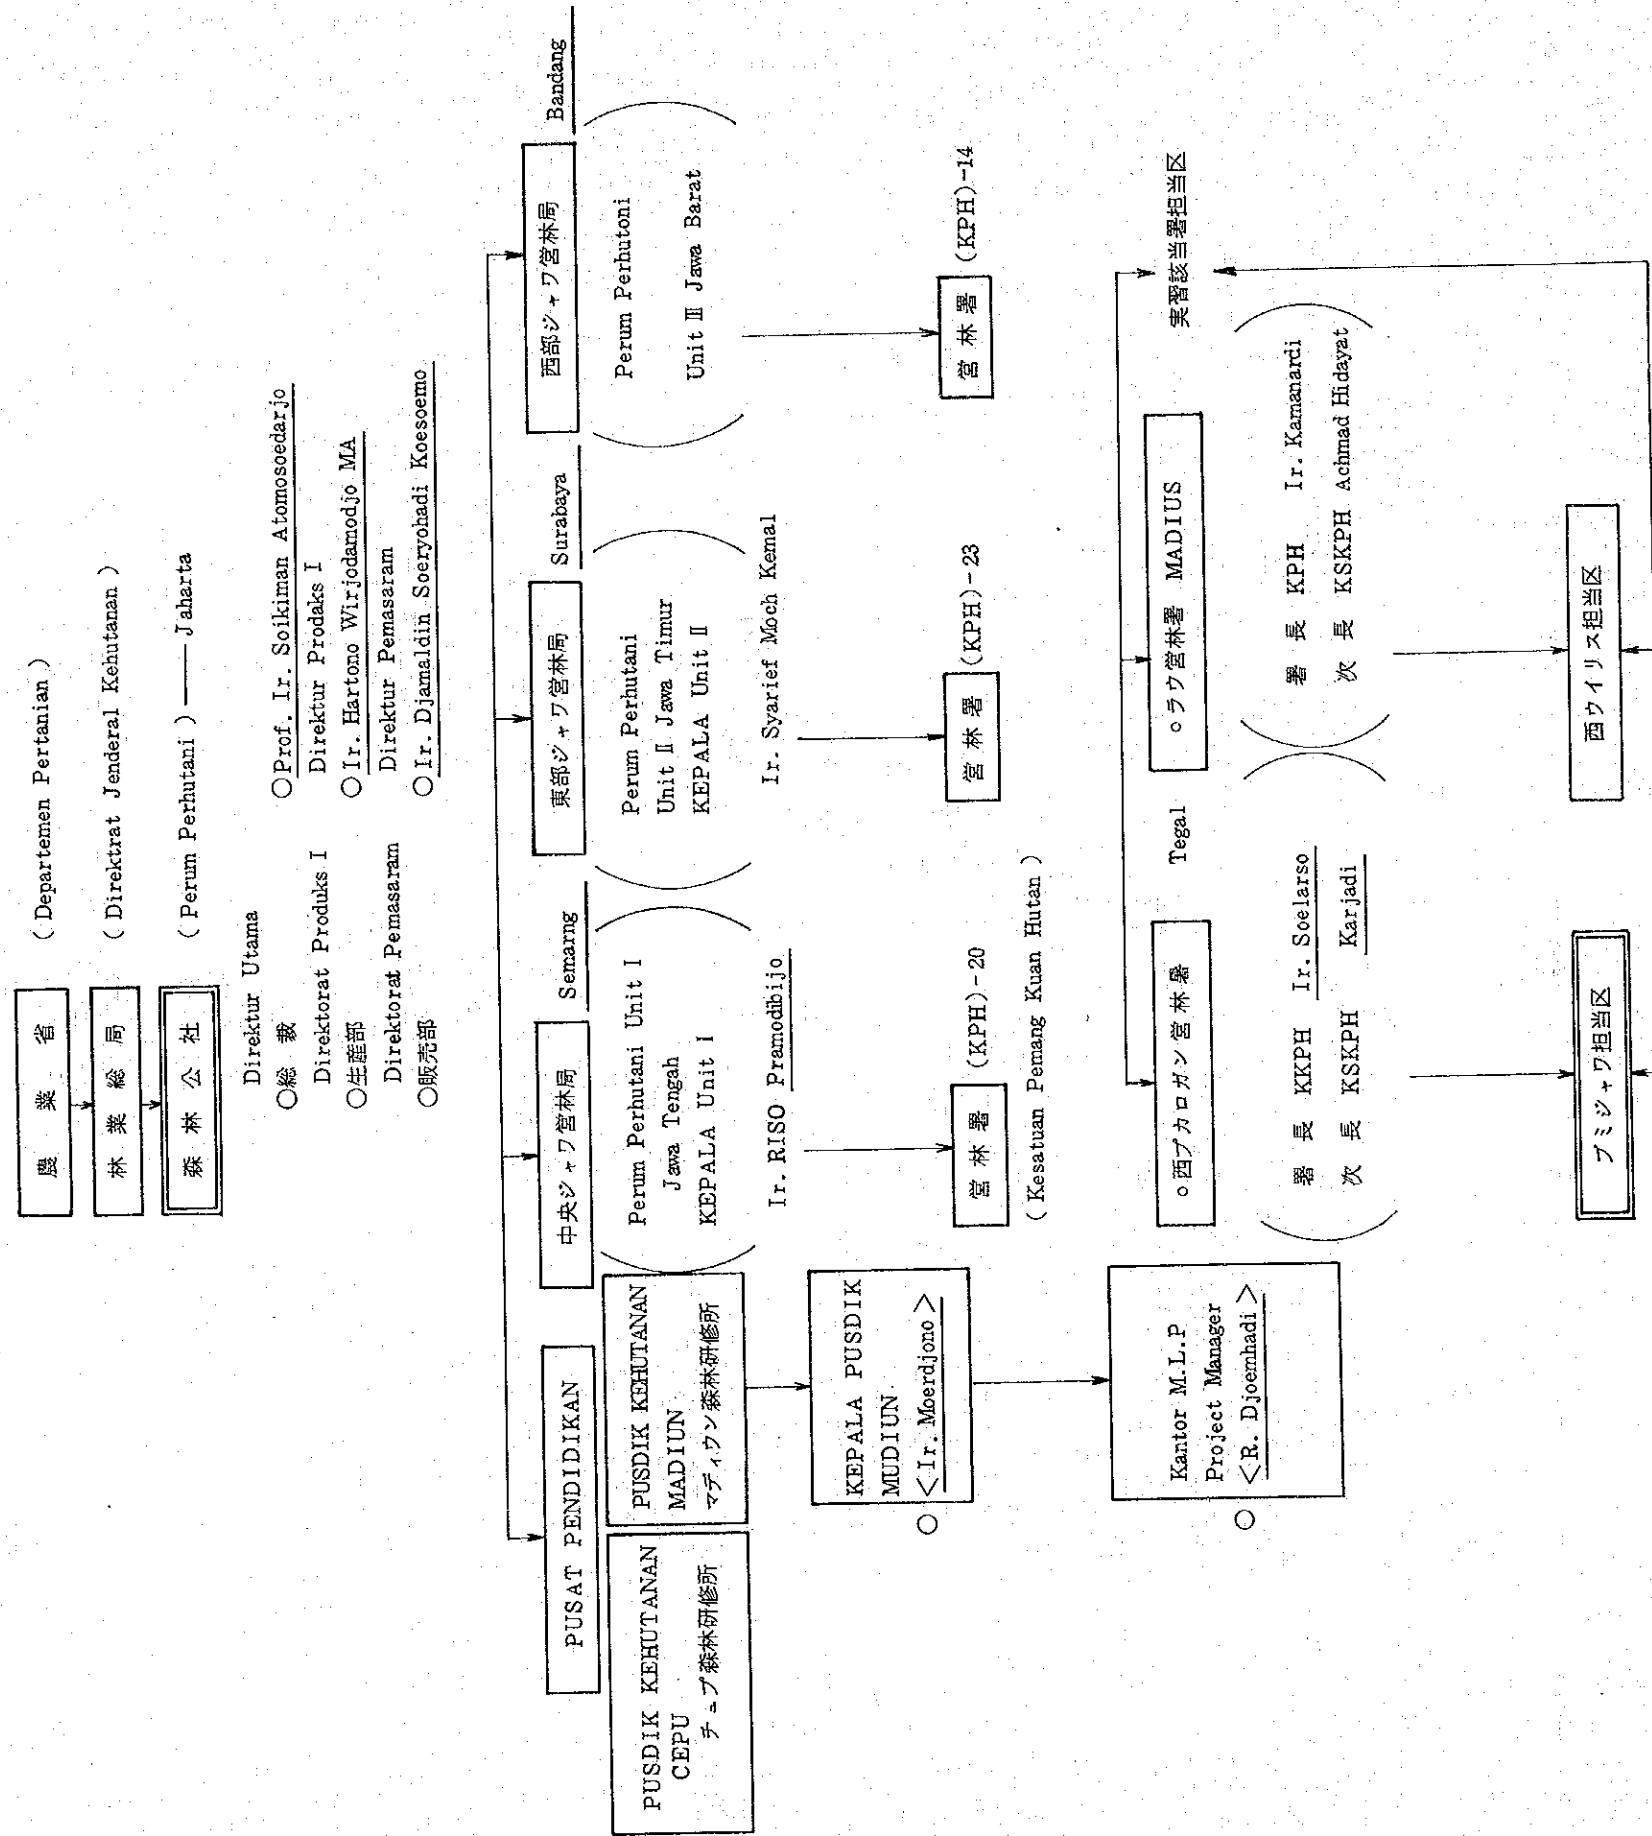 農業省 ( Departemen Pertanian )
林業総局 ( Direktrat Jenderal Kehutanan )
森林公社 ( Perum Perhutani ) —— Jaharta
Direktur Utama
○総裁 ○Prof. Ir. Soikiman Atomosoedarjo
Direktorat Produks I Direktur Prodaks I
○生産部 ○Ir. Hartono Wirjodamodjo MA
Direktorat Pemasaram Direktur Pemasaram
○販売部 ○Ir. Djamaldin Soeryohadi Koesoemo
PUSAT PENDIDIKAN
PUSDIK KEHUTANAN
CEPU
チェプ森林研修所
PUSDIK KEHUTANAN
MADIUN
マディウン森林研修所
KEPALA PUSDIK
MUDIUN
○ <Ir. Moerdjono>
Kantor M.L.P
Project Manager
○ <R. Djoemhadi>
中央ジャワ営林局 Semarng
Perum Perhutani Unit I
Jawa Tengah
KEPALA Unit I
Ir. RISO Pramodibijo
営林署 (KPH)-20
( Kesatuan Pemang Kuan Hutan )
東部ジャワ営林局 Surabaya
Perum Perhutani
Unit II Jawa Timur
KEPALA Unit II
Ir. Syarief Moch Kemal
営林署 (KPH)-23
西部ジャワ営林局 Bandang
Perum Perhutoni
Unit III Jawa Barat
営林署 (KPH)-14
○西プカロガン営林署 Tegal
署長 KKPH Ir. Soelarso
次長 KSKPH Karjadi
○ラウ営林署 MADIUS
署長 KPH Ir. Kamanardi
次長 KSKPH Achmad Hidayat
実習該当署担当区
ブミジャワ担当区
西ウイリス担当区